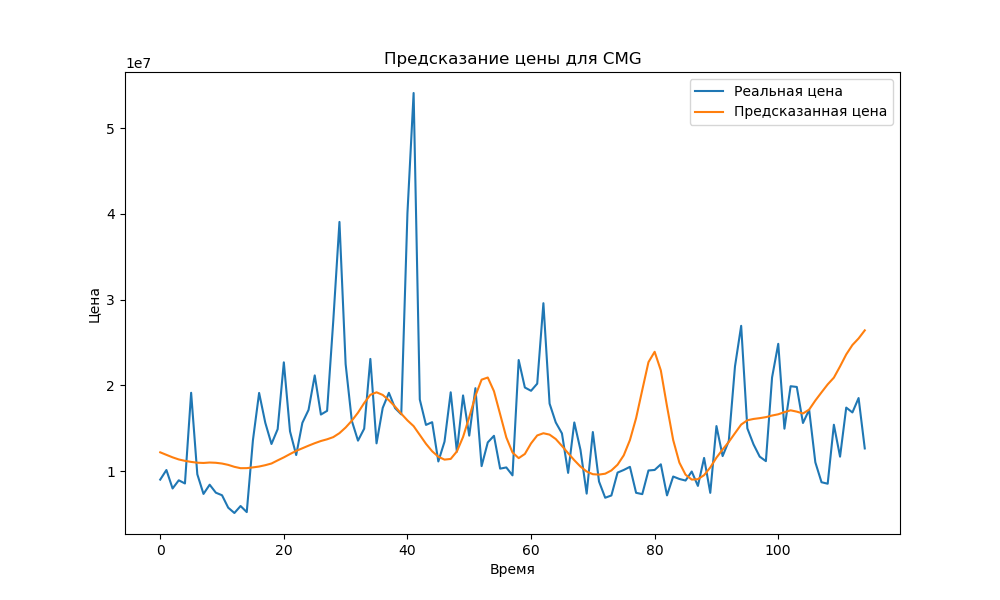 Предсказание цены для CMG
1e7
Реальная цена
Предсказанная цена
5
4
3
2
1
Цена
0 20 40 60 80 100
Время